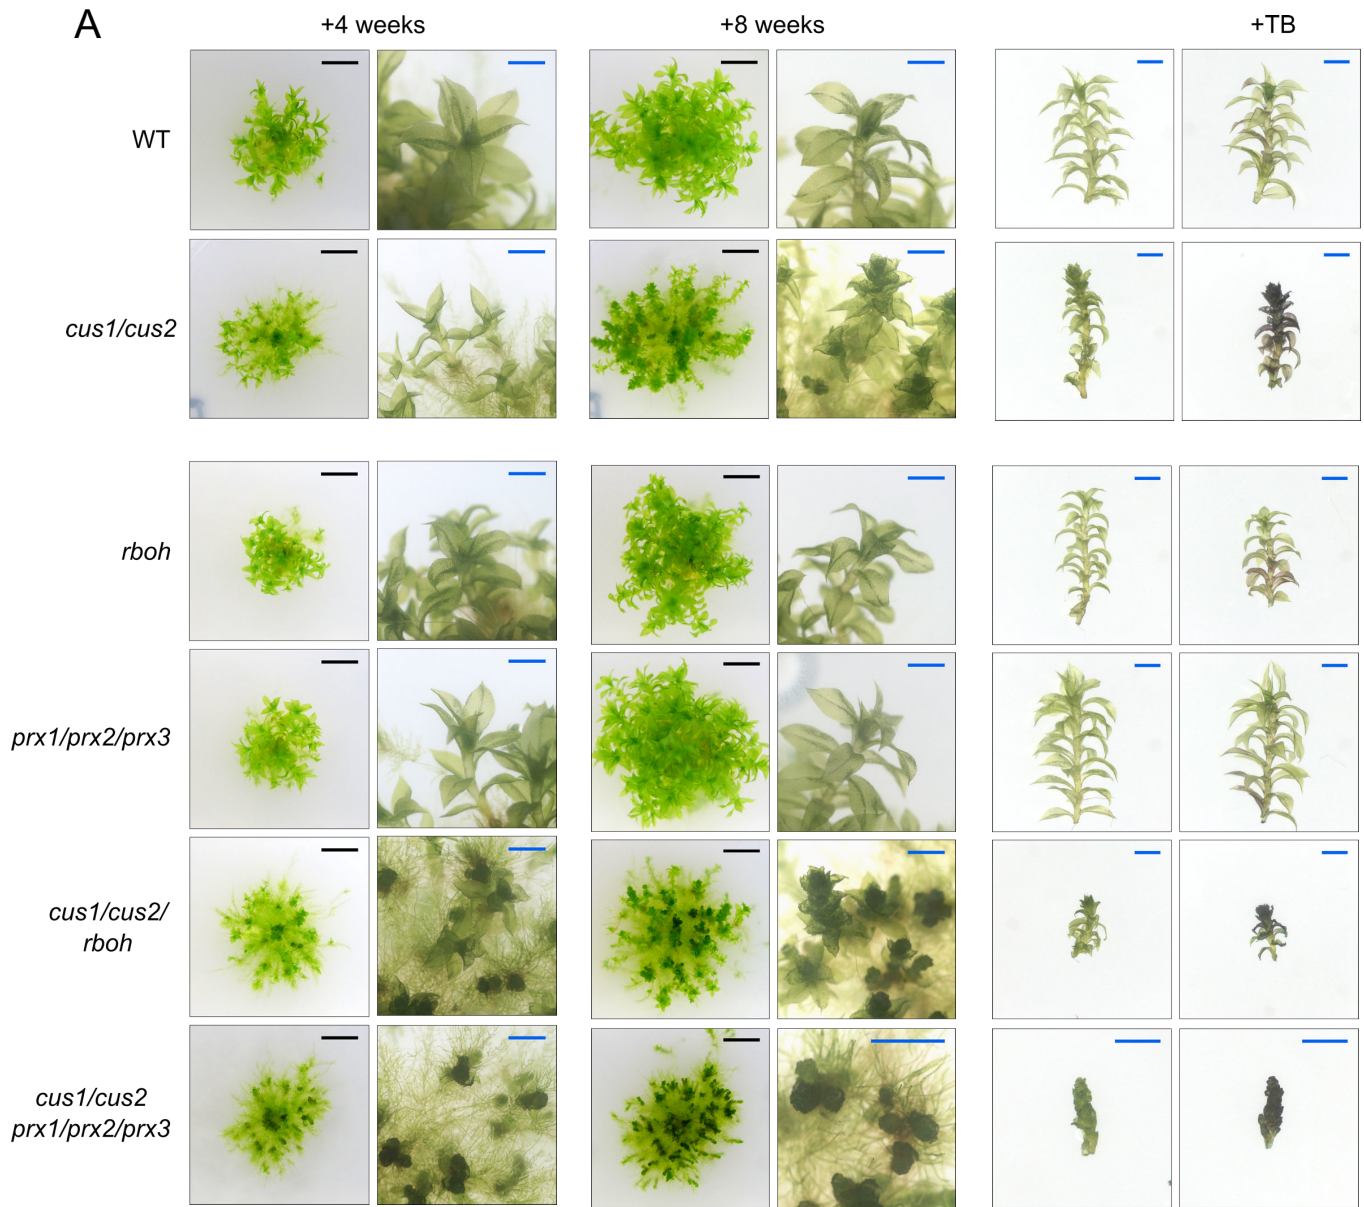 A
+4 weeks
+8 weeks
+TB
WT
cus1/cus2
rboh
prx1/prx2/prx3
cus1/cus2/
rboh
cus1/cus2
prx1/prx2/prx3